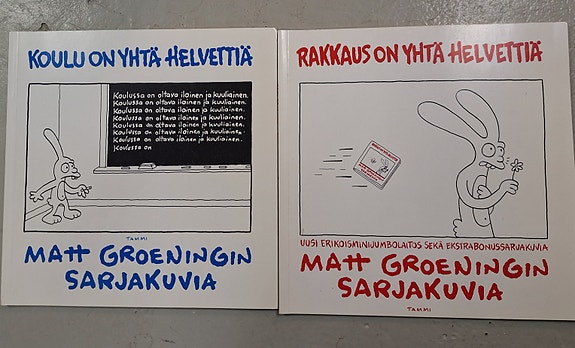 KOULU ON YHTÄ HELVETTIÄ
Koulussa on oltava iloinen ja kuuliainen.
Koulussa on oltava iloinen ja kuuliainen.
Koulussa on oltava iloinen ja kuuliainen.
Koulussa on oltava iloinen ja kuuliainen.
Koulussa on oltava iloinen ja kuuliainen.
Koulussa on oltava iloinen ja kuuliainen.
Koulussa on oltava iloinen ja kuuliainen.
Koulussa on
TAMMI
MATT GROENINGIN
SARJAKUVIA
RAKKAUS ON YHTÄ HELVETTIÄ
UUSI ERIKOISMINIJUMBOLAITOS SEKÄ EKSTRABONUSSARJAKUVIA
MATT GROENINGIN
SARJAKUVIA
TAMMI